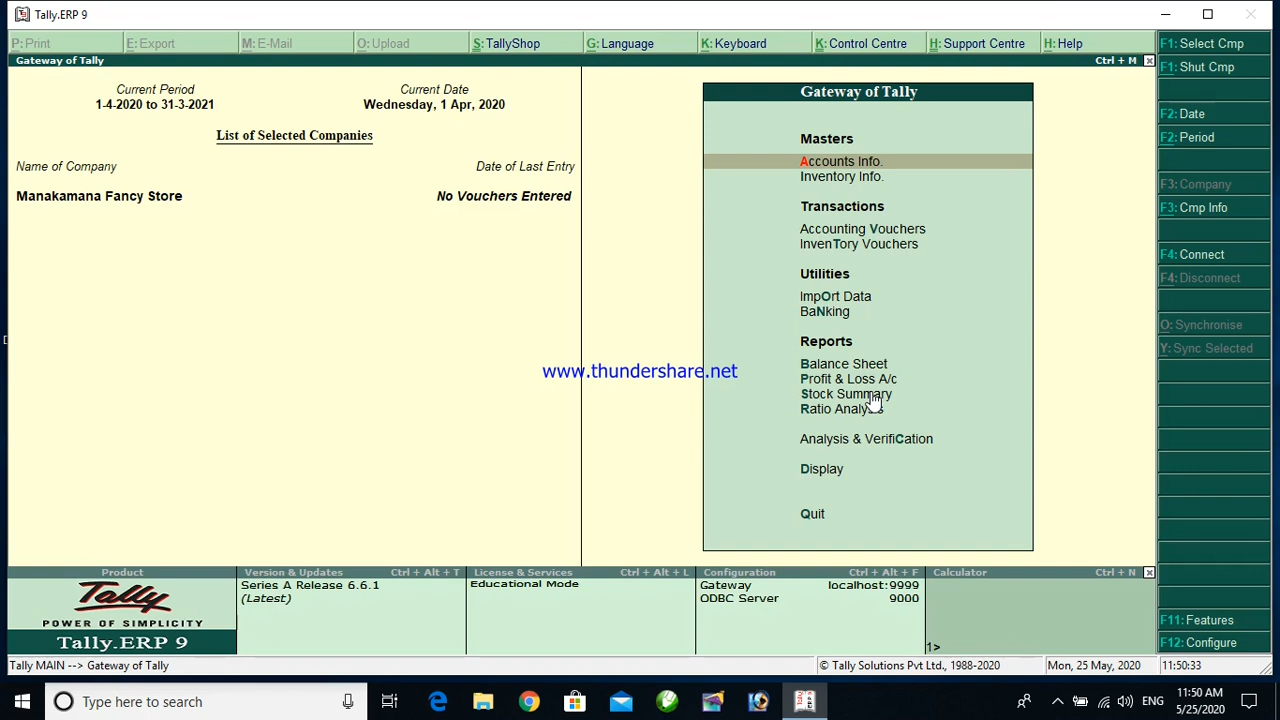 Tally.ERP 9
P: Print E: Export M: E-Mail O: Upload S: TallyShop G: Language K: Keyboard K: Control Centre H: Support Centre H: Help
Gateway of Tally Ctrl + M
Current Period Current Date
1-4-2020 to 31-3-2021 Wednesday, 1 Apr, 2020
List of Selected Companies
Name of Company Date of Last Entry
Manakamana Fancy Store No Vouchers Entered
www.thundershare.net
Gateway of Tally
Masters
Accounts Info.
Inventory Info.
Transactions
Accounting Vouchers
InvenTory Vouchers
Utilities
ImpOrt Data
BaNking
Reports
Balance Sheet
Profit & Loss A/c
Stock Summary
Ratio Analysis
Analysis & VerifiCation
Display
Quit
F1: Select Cmp
F1: Shut Cmp
F2: Date
F2: Period
F3: Company
F3: Cmp Info
F4: Connect
F4: Disconnect
O: Synchronise
Y: Sync Selected
F11: Features
F12: Configure
Product
Tally
POWER OF SIMPLICITY
Tally.ERP 9
Version & Updates Ctrl + Alt + T
Series A Release 6.6.1
(Latest)
License & Services Ctrl + Alt + L
Educational Mode
Configuration Ctrl + Alt + F
Gateway localhost:9999
ODBC Server 9000
Calculator Ctrl + N
1>
Tally MAIN --> Gateway of Tally © Tally Solutions Pvt Ltd., 1988-2020 Mon, 25 May, 2020 11:50:33
Type here to search
ENG
11:50 AM
5/25/2020